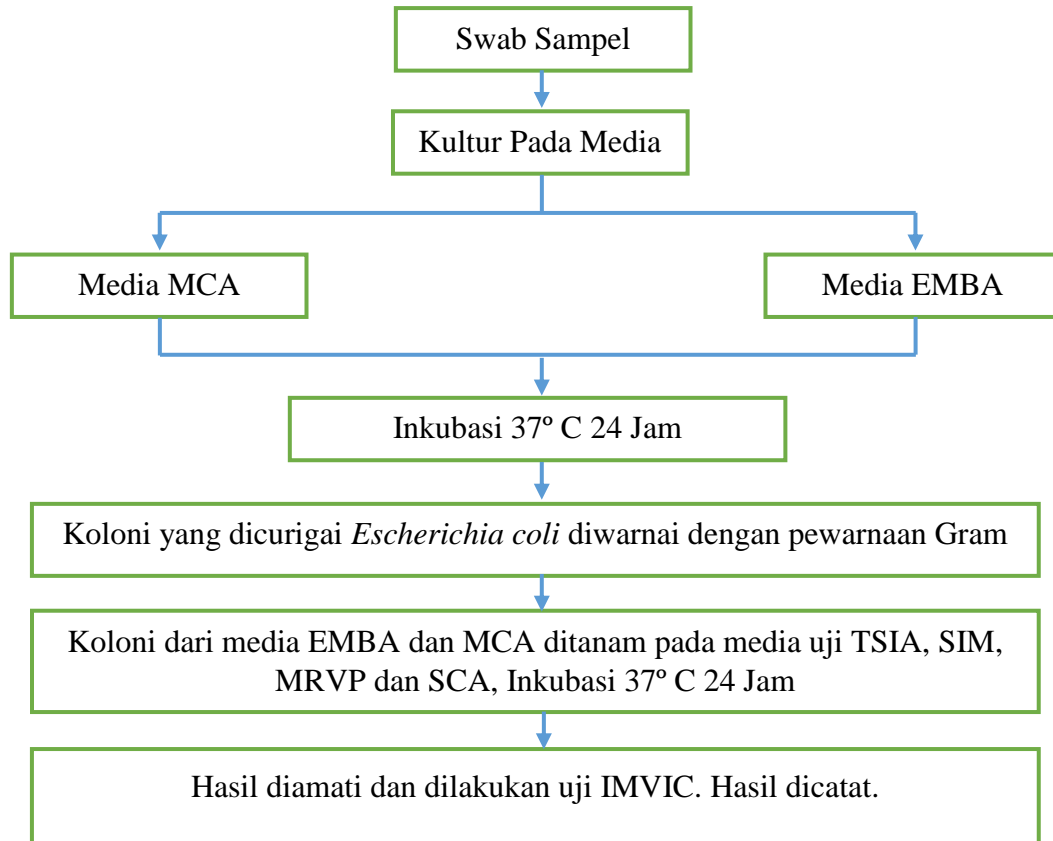 Swab Sampel
Kultur Pada Media
Media MCA
Media EMBA
Inkubasi 37º C 24 Jam
Koloni yang dicurigai Escherichia coli diwarnai dengan pewarnaan Gram
Koloni dari media EMBA dan MCA ditanam pada media uji TSIA, SIM,
MRVP dan SCA, Inkubasi 37º C 24 Jam
Hasil diamati dan dilakukan uji IMVIC. Hasil dicatat.